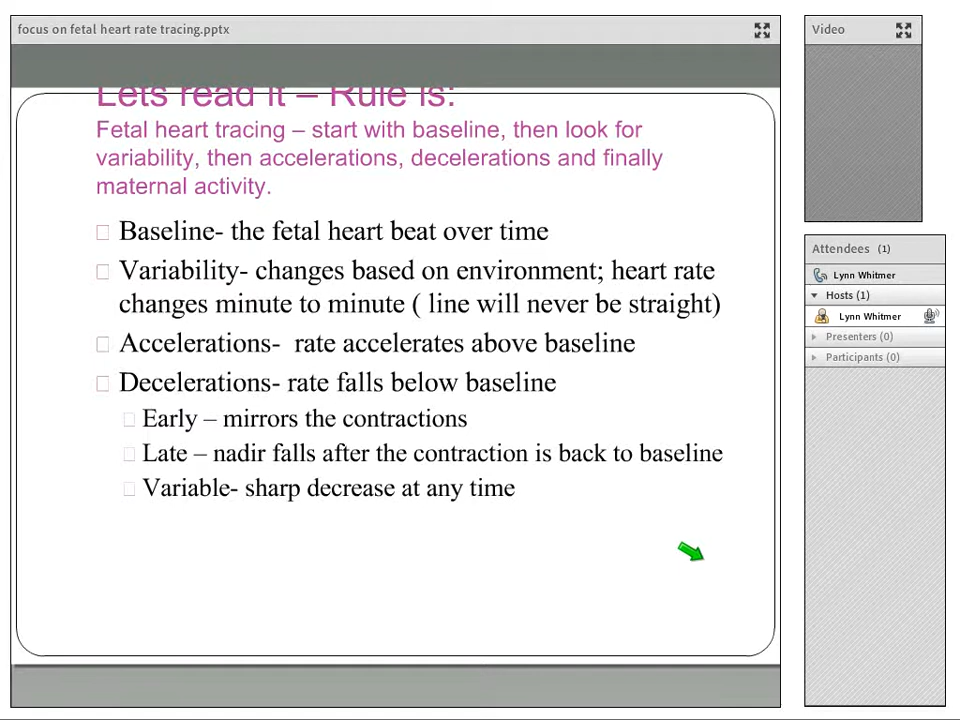 focus on fetal heart rate tracing.pptx
Lets read it – Rule is:
Fetal heart tracing – start with baseline, then look for
variability, then accelerations, decelerations and finally
maternal activity.
Baseline- the fetal heart beat over time
Variability- changes based on environment; heart rate
changes minute to minute ( line will never be straight)
Accelerations-  rate accelerates above baseline
Decelerations- rate falls below baseline
Early – mirrors the contractions
Late – nadir falls after the contraction is back to baseline
Variable- sharp decrease at any time
Video
Attendees (1)
Lynn Whitmer
Hosts (1)
Lynn Whitmer
Presenters (0)
Participants (0)